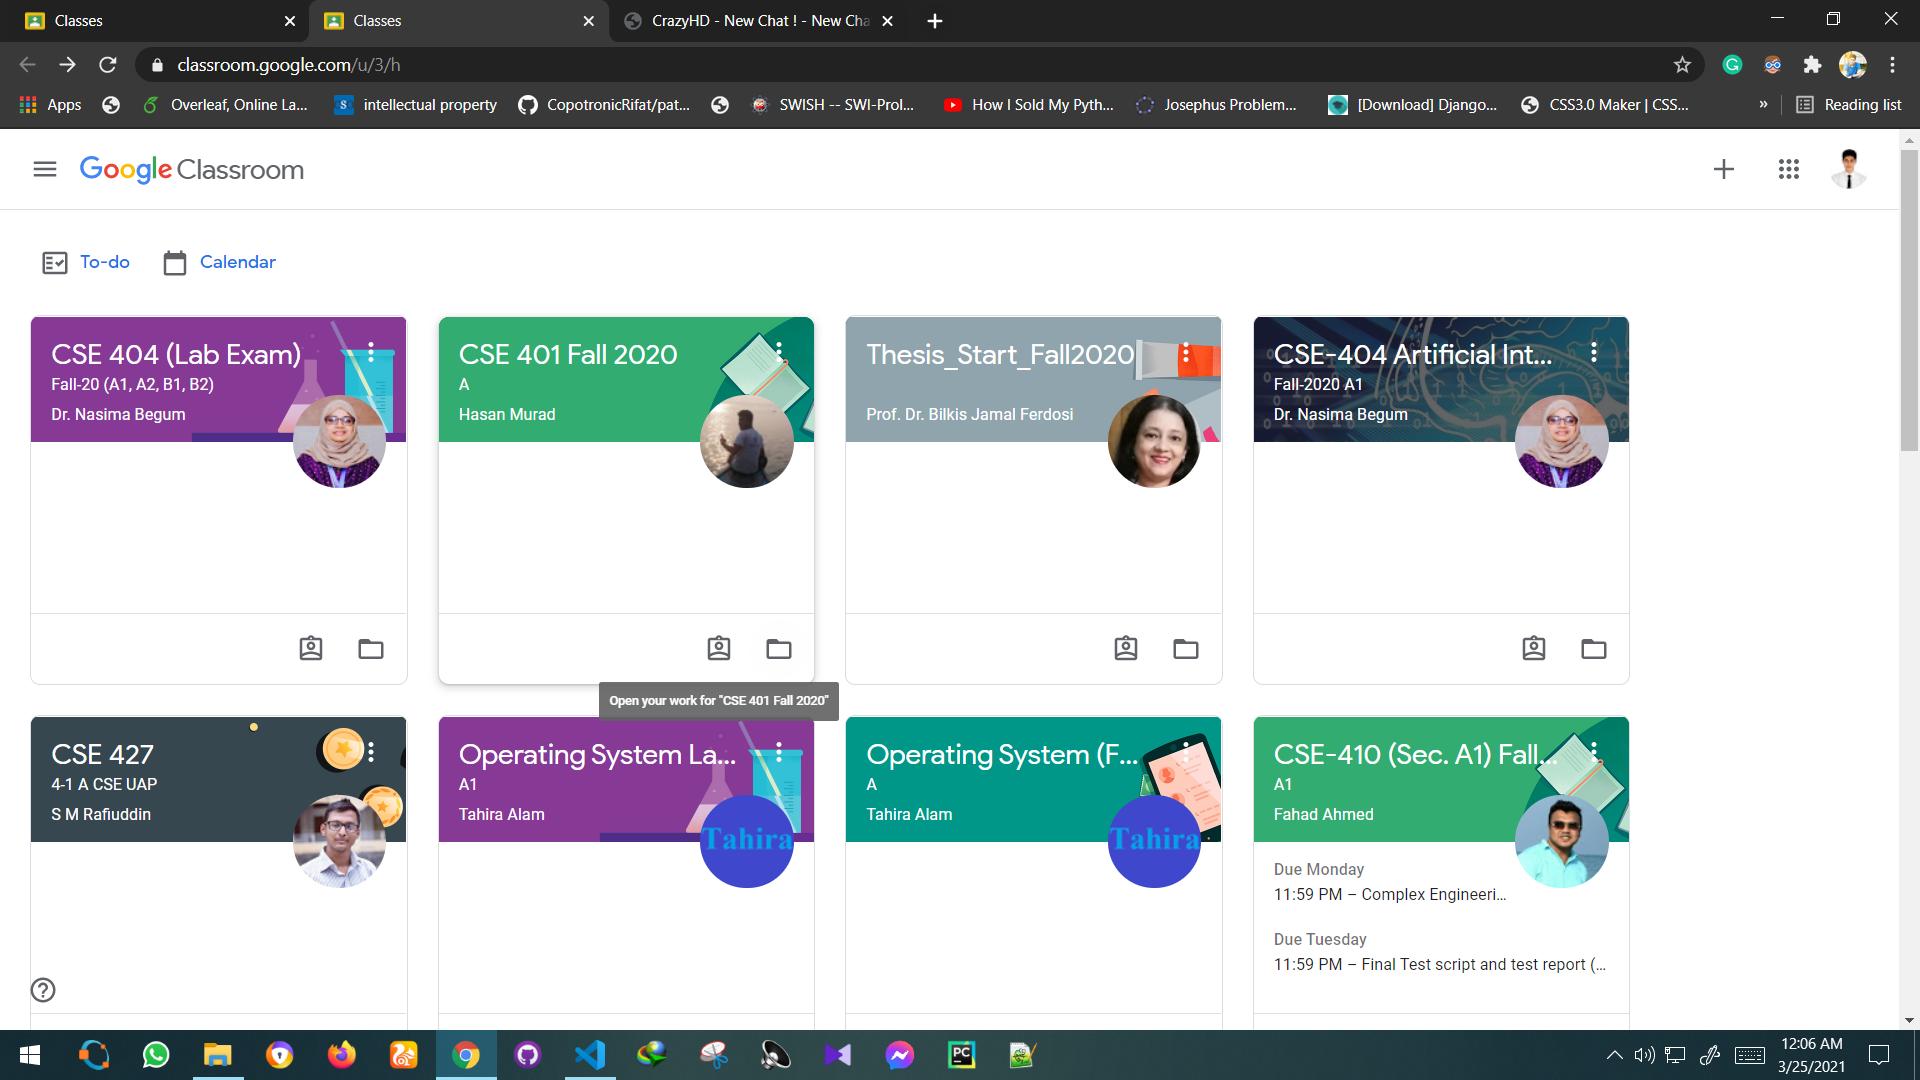 Classes
Classes
CrazyHD - New Chat ! - New Cha
classroom.google.com/u/3/h
Apps
Overleaf, Online La...
S
intellectual property
CopotronicRifat/pat...
SWISH -- SWI-Prol...
How I Sold My Pyth...
Josephus Problem...
[Download] Django...
CSS3.0 Maker | CSS...
»
Reading list
Google Classroom
To-do
Calendar
CSE 404 (Lab Exam)
Fall-20 (A1, A2, B1, B2)
Dr. Nasima Begum
CSE 401 Fall 2020
A
Hasan Murad
Thesis_Start_Fall2020
Prof. Dr. Bilkis Jamal Ferdosi
CSE-404 Artificial Int...
Fall-2020 A1
Dr. Nasima Begum
Open your work for "CSE 401 Fall 2020"
CSE 427
4-1 A CSE UAP
S M Rafiuddin
Operating System La...
A1
Tahira Alam
Tahira
Operating System (F...
A
Tahira Alam
Tahira
CSE-410 (Sec. A1) Fall...
A1
Fahad Ahmed
Due Monday
11:59 PM – Complex Engineeri...
Due Tuesday
11:59 PM – Final Test script and test report (...
PC
12:06 AM
3/25/2021